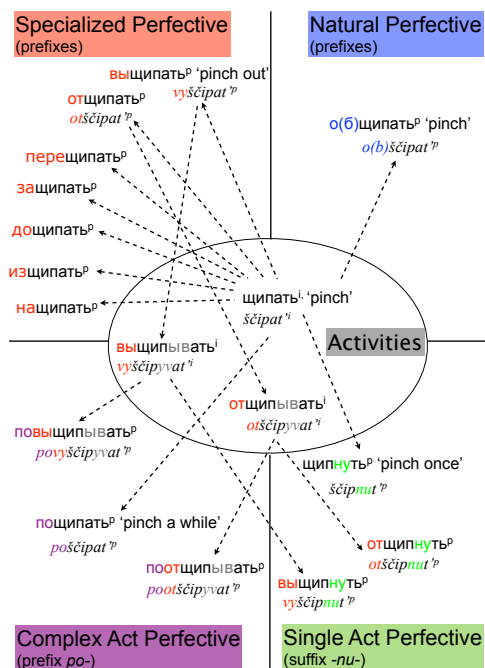 Specialized Perfective
(prefixes)
Natural Perfective
(prefixes)
выщипатьᵖ ‘pinch out’
vyščipat’ᵖ
отщипатьᵖ
otščipat’ᵖ
о(б)щипатьᵖ ‘pinch’
o(b)ščipat’ᵖ
перещипатьᵖ
защипатьᵖ
дощипатьᵖ
изщипатьᵖ
нащипатьᵖ
щипатьⁱ, ‘pinch’
ščipat’ⁱ
Activities
выщипыватьⁱ
vyščipyvat’ⁱ
отщипыватьⁱ
otščipyvat’ⁱ
повыщипыватьᵖ
povyščipyvat’ᵖ
щипнутьᵖ ‘pinch once’
ščipnut’ᵖ
пощипатьᵖ ‘pinch a while’
poščipat’ᵖ
отщипнутьᵖ
otščipnut’ᵖ
поотщипыватьᵖ
pootščipyvat’ᵖ
выщипнутьᵖ
vyščipnut’ᵖ
Complex Act Perfective
(prefix po-)
Single Act Perfective
(suffix -nu-)